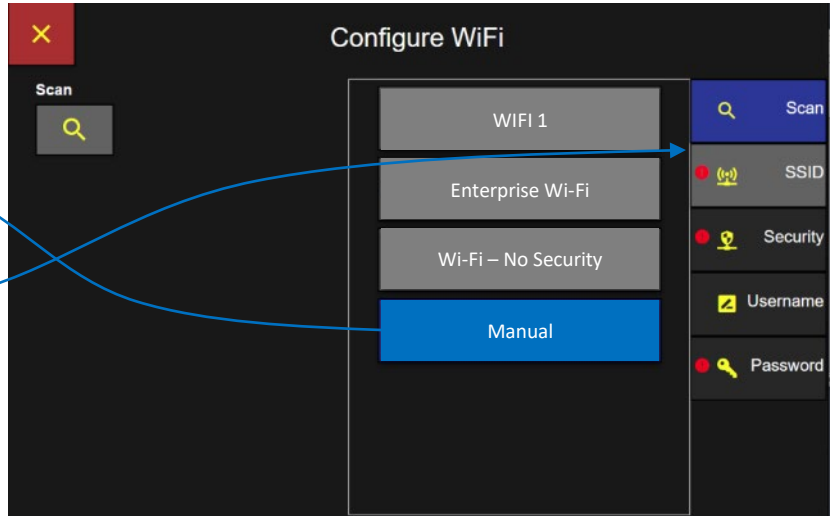 Configure WiFi
Scan
WIFI 1
Enterprise Wi-Fi
Wi-Fi – No Security
Manual
Scan
SSID
Security
Username
Password